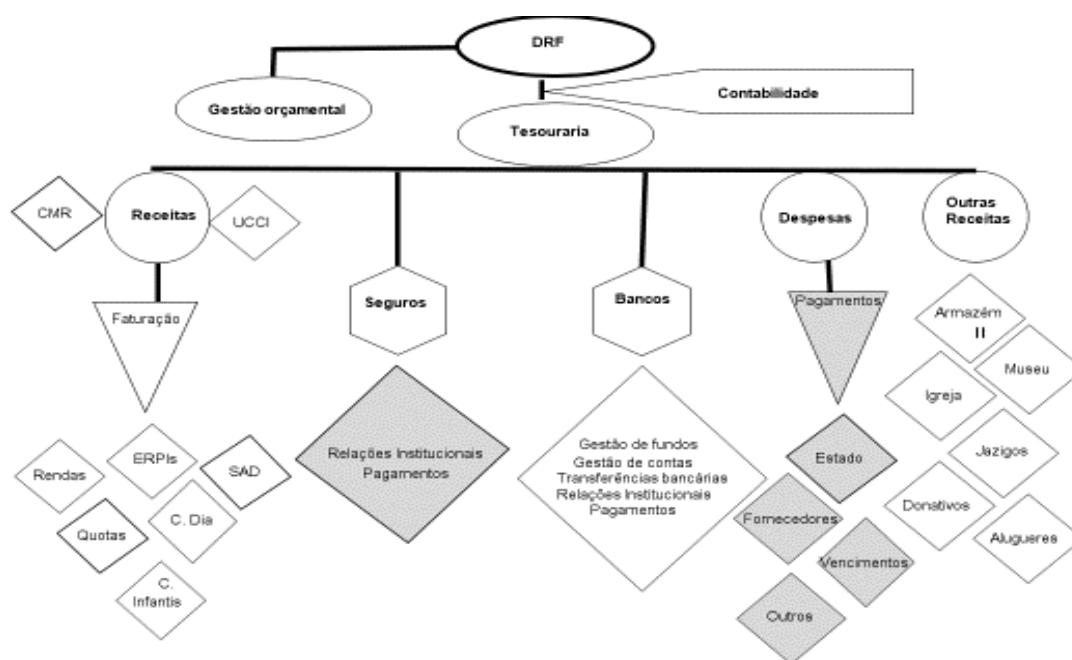 DRF
Gestão orçamental
Contabilidade
Tesouraria
CMR
Receitas
UCCI
Despesas
Outras
Receitas
Faturação
Seguros
Bancos
Pagamentos
Armazém
II
Museu
Igreja
Relações Institucionais
Pagamentos
Gestão de fundos
Gestão de contas
Transferências bancárias
Relações Institucionais
Pagamentos
Rendas
ERPIs
SAD
Quotas
C. Dia
C.
Infantis
Estado
Fornecedores
Vencimentos
Outros
Jazigos
Donativos
Alugueres